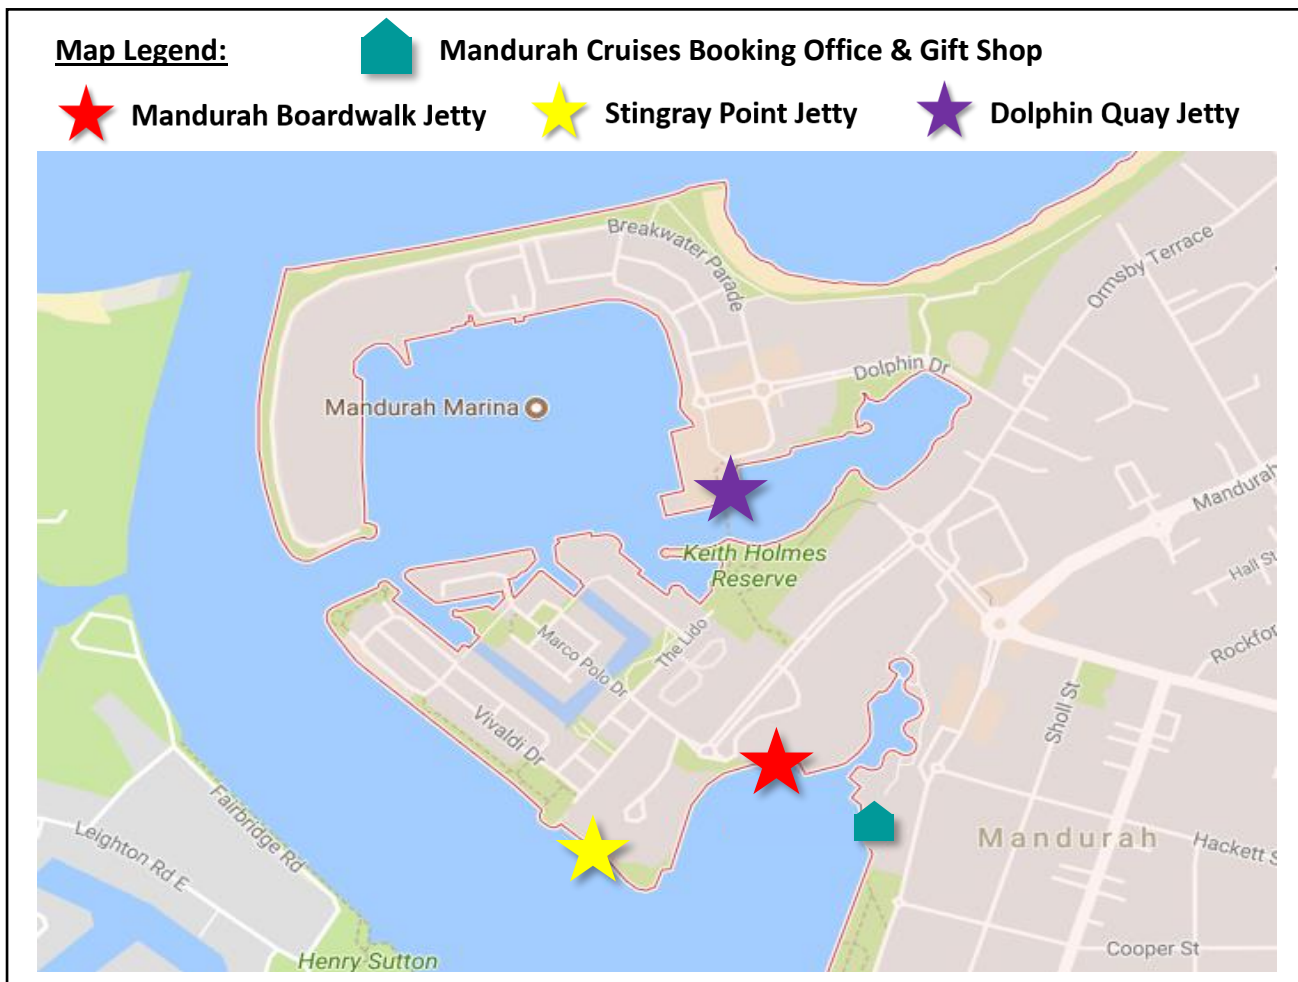 Map Legend:
Mandurah Cruises Booking Office & Gift Shop
Mandurah Boardwalk Jetty
Stingray Point Jetty
Dolphin Quay Jetty
Breakwater Parade
Ormsby Terrace
Dolphin Dr
Mandurah Marina
Mandurah
Keith Holmes
Reserve
Hall St
Marco Polo Dr
The Lido
Rockfor
Sholl St
Vivaldi Dr
Fairbridge Rd
Leighton Rd E
Mandurah
Hackett S
Cooper St
Henry Sutton